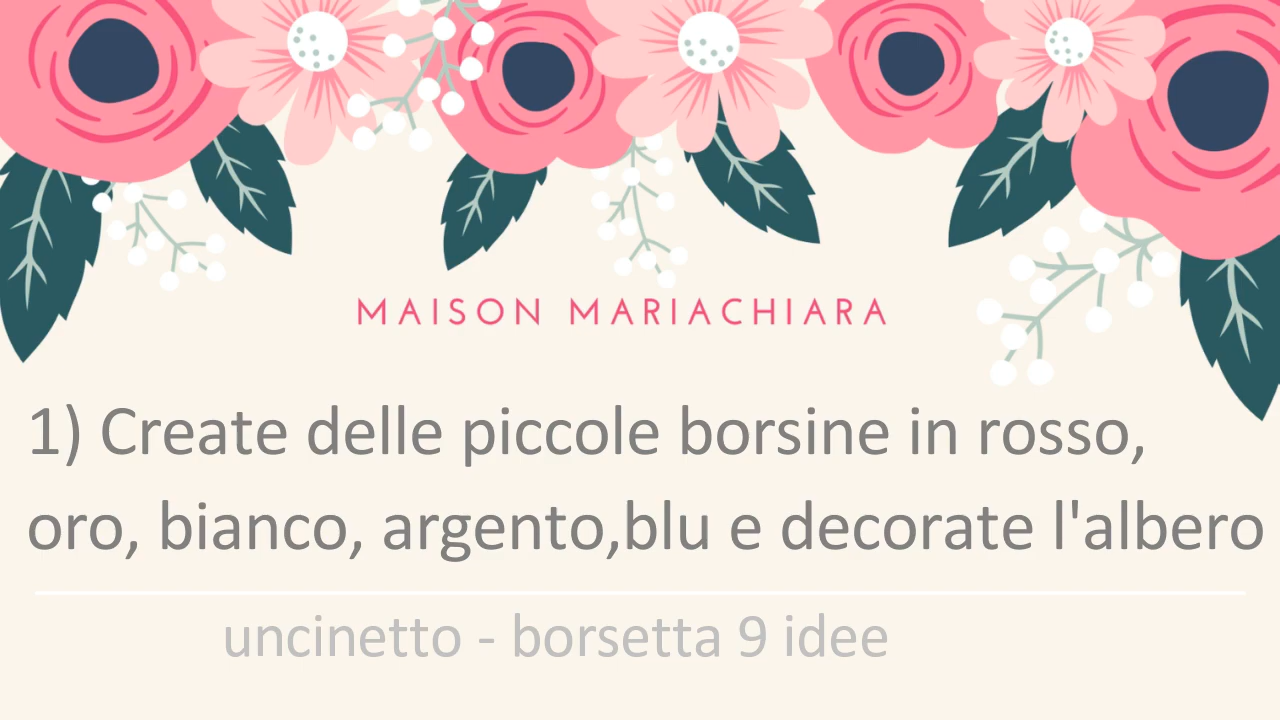 MAISON MARIACHIARA
1) Create delle piccole borsine in rosso,
oro, bianco, argento,blu e decorate l'albero
uncinetto - borsetta 9 idee